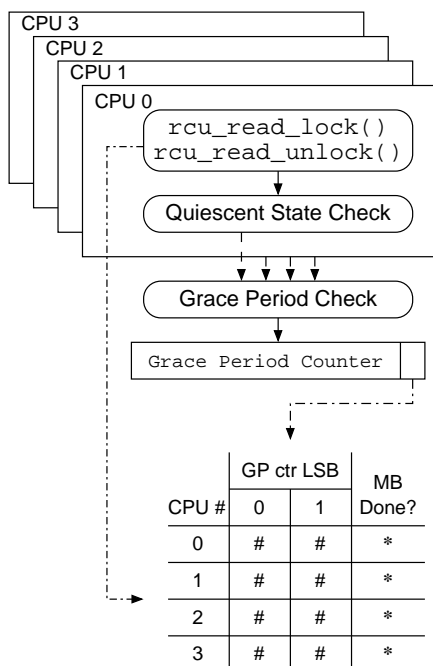 CPU 3
CPU 2
CPU 1
CPU 0
rcu_read_lock()
rcu_read_unlock()
Quiescent State Check
Grace Period Check
Grace Period Counter
GP ctr LSB
MB
CPU # 0 1 Done?
0 # # *
1 # # *
2 # # *
3 # # *